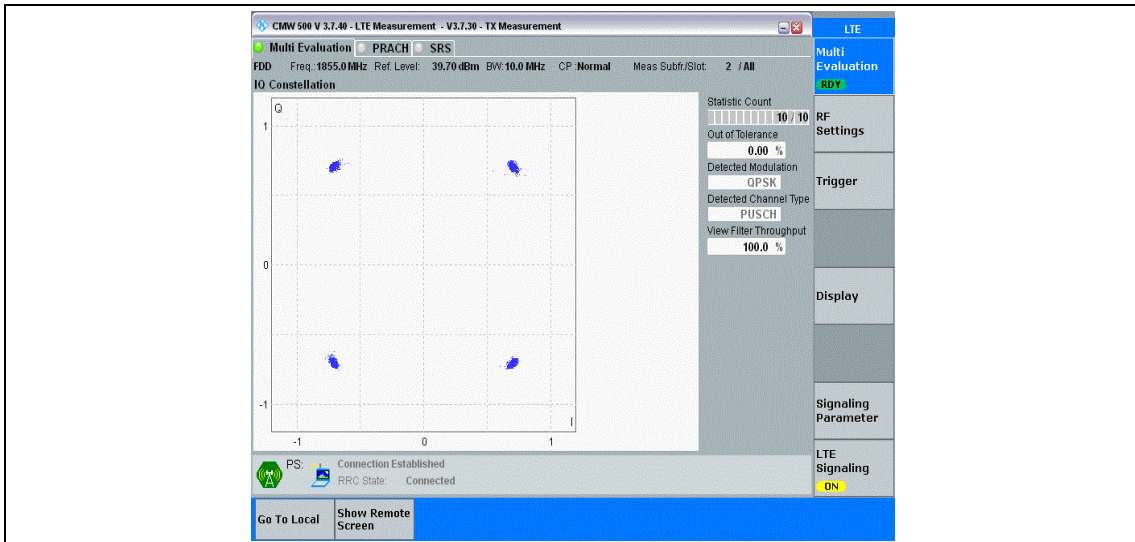 CMW 500 V 3.7.40 - LTE Measurement - V3.7.30 - TX Measurement
LTE
Multi Evaluation PRACH SRS
FDD Freq.:1855.0 MHz Ref. Level: 39.70 dBm BW:10.0 MHz CP :Normal Meas Subfr./Slot: 2 / All
IQ Constellation
Q
1
0
-1
-1 0 1
I
Statistic Count
10 / 10
Out of Tolerance
0.00 %
Detected Modulation
QPSK
Detected Channel Type
PUSCH
View Filter Throughput
100.0 %
Multi
Evaluation
RDY
RF
Settings
Trigger
Display
Signaling
Parameter
LTE
Signaling
ON
PS: Connection Established
RRC State: Connected
Go To Local
Show Remote
Screen